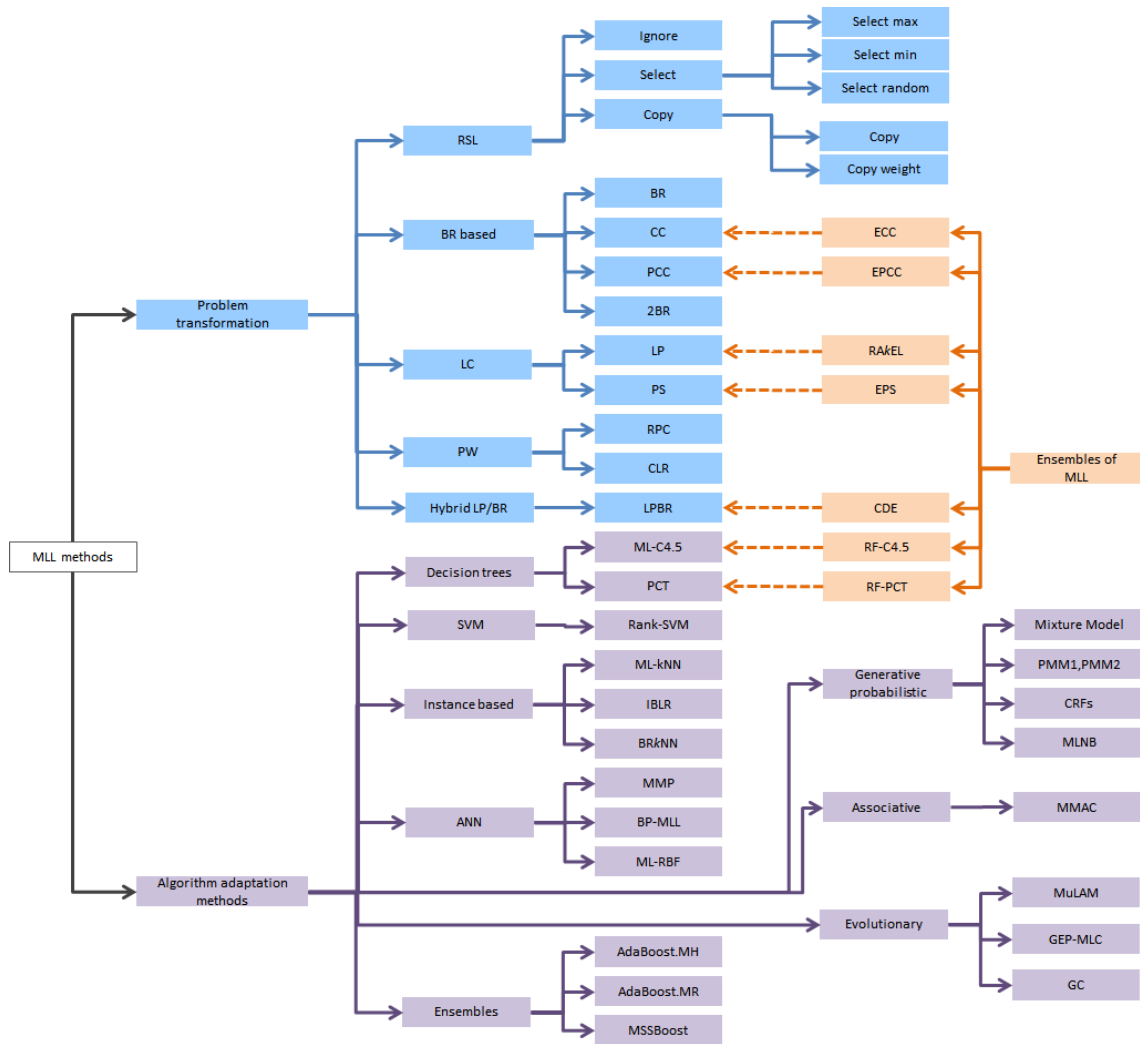 Select max
Ignore
Select min
Select
Select random
Copy
RSL
Copy
Copy weight
BR
BR based
CC
ECC
PCC
EPCC
Problem
transformation
2BR
LP
RAkEL
LC
PS
EPS
RPC
PW
CLR
Ensembles of
MLL
Hybrid LP/BR
LPBR
CDE
ML-C4.5
RF-C4.5
MLL methods
Decision trees
PCT
RF-PCT
SVM
Rank-SVM
Mixture Model
ML-kNN
Generative
probabilistic
PMM1,PMM2
Instance based
IBLR
CRFs
BRkNN
MLNB
MMP
Associative
MMAC
ANN
BP-MLL
ML-RBF
Algorithm adaptation
methods
MuLAM
Evolutionary
GEP-MLC
AdaBoost.MH
GC
AdaBoost.MR
Ensembles
MSSBoost